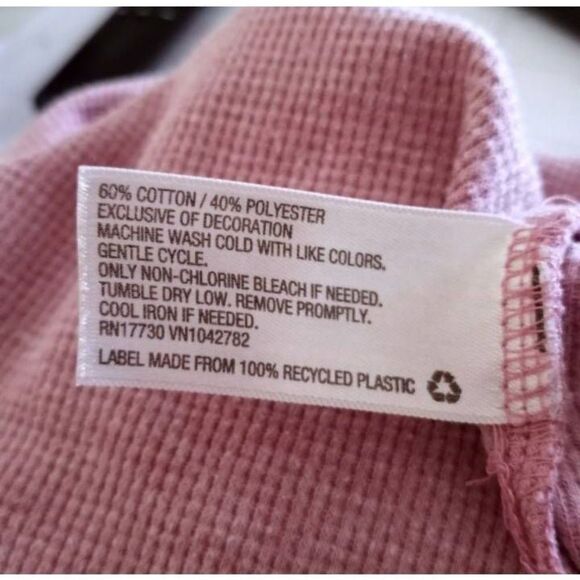 60% COTTON / 40% POLYESTER
EXCLUSIVE OF DECORATION
MACHINE WASH COLD WITH LIKE COLORS,
GENTLE CYCLE.
ONLY NON-CHLORINE BLEACH IF NEEDED.
TUMBLE DRY LOW. REMOVE PROMPTLY.
COOL IRON IF NEEDED.
RN17730 VN1042782
LABEL MADE FROM 100% RECYCLED PLASTIC